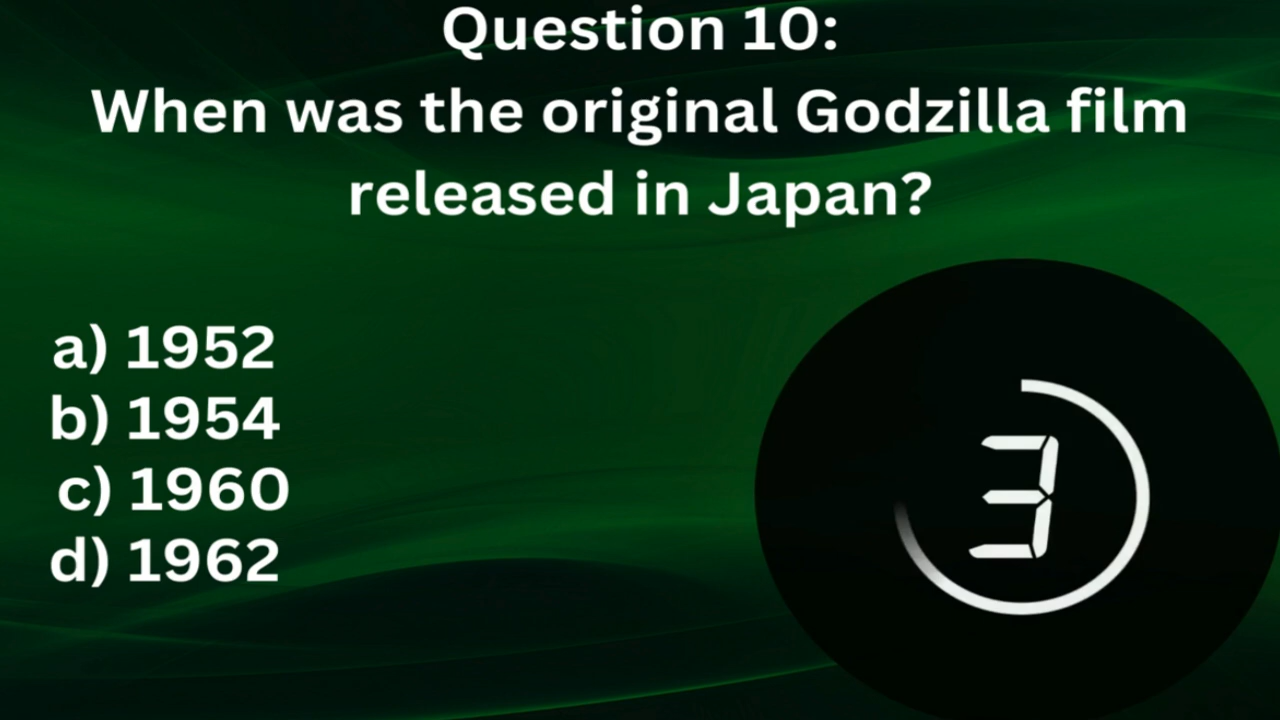 Question 10:
When was the original Godzilla film
released in Japan?
a) 1952
b) 1954
c) 1960
d) 1962
3